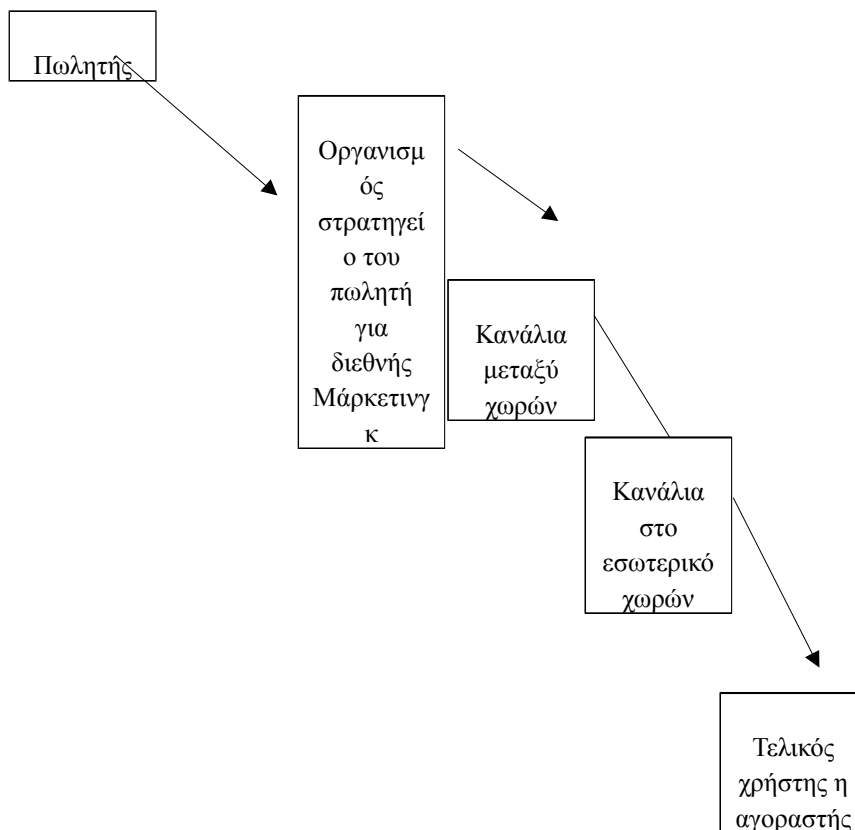 Πωλητής
Οργανισμ
ός
στρατηγεί
ο του
πωλητή
για
διεθνής
Μάρκετινγ
κ
Κανάλια
μεταξύ
χωρών
Κανάλια
στο
εσωτερικό
χωρών
Τελικός
χρήστης η
αγοραστής